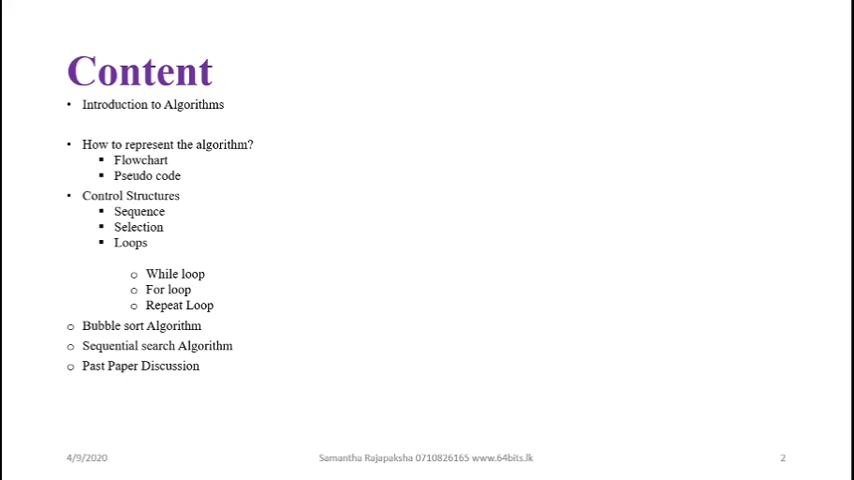 Content
• Introduction to Algorithms
• How to represent the algorithm?
▪ Flowchart
▪ Pseudo code
• Control Structures
▪ Sequence
▪ Selection
▪ Loops
o While loop
o For loop
o Repeat Loop
o Bubble sort Algorithm
o Sequential search Algorithm
o Past Paper Discussion
4/9/2020 Samantha Rajapaksha 0710826165 www.64bits.lk 2